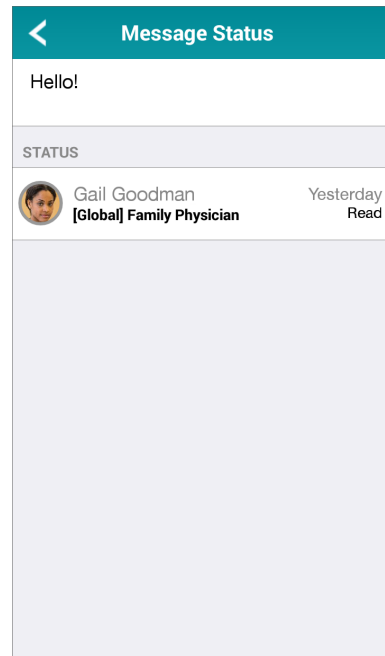 Message Status
Hello!
STATUS
Gail Goodman Yesterday
[Global] Family Physician Read